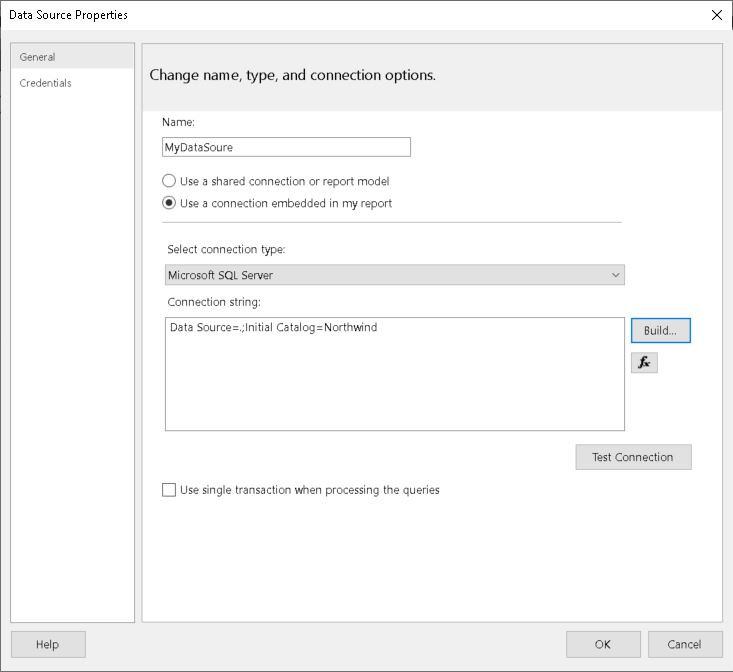 Data Source Properties
General
Credentials
Change name, type, and connection options.
Name:
MyDataSoure
Use a shared connection or report model
Use a connection embedded in my report
Select connection type:
Microsoft SQL Server
Connection string:
Data Source=.;Initial Catalog=Northwind
Build...
fx
Test Connection
Use single transaction when processing the queries
Help
OK
Cancel